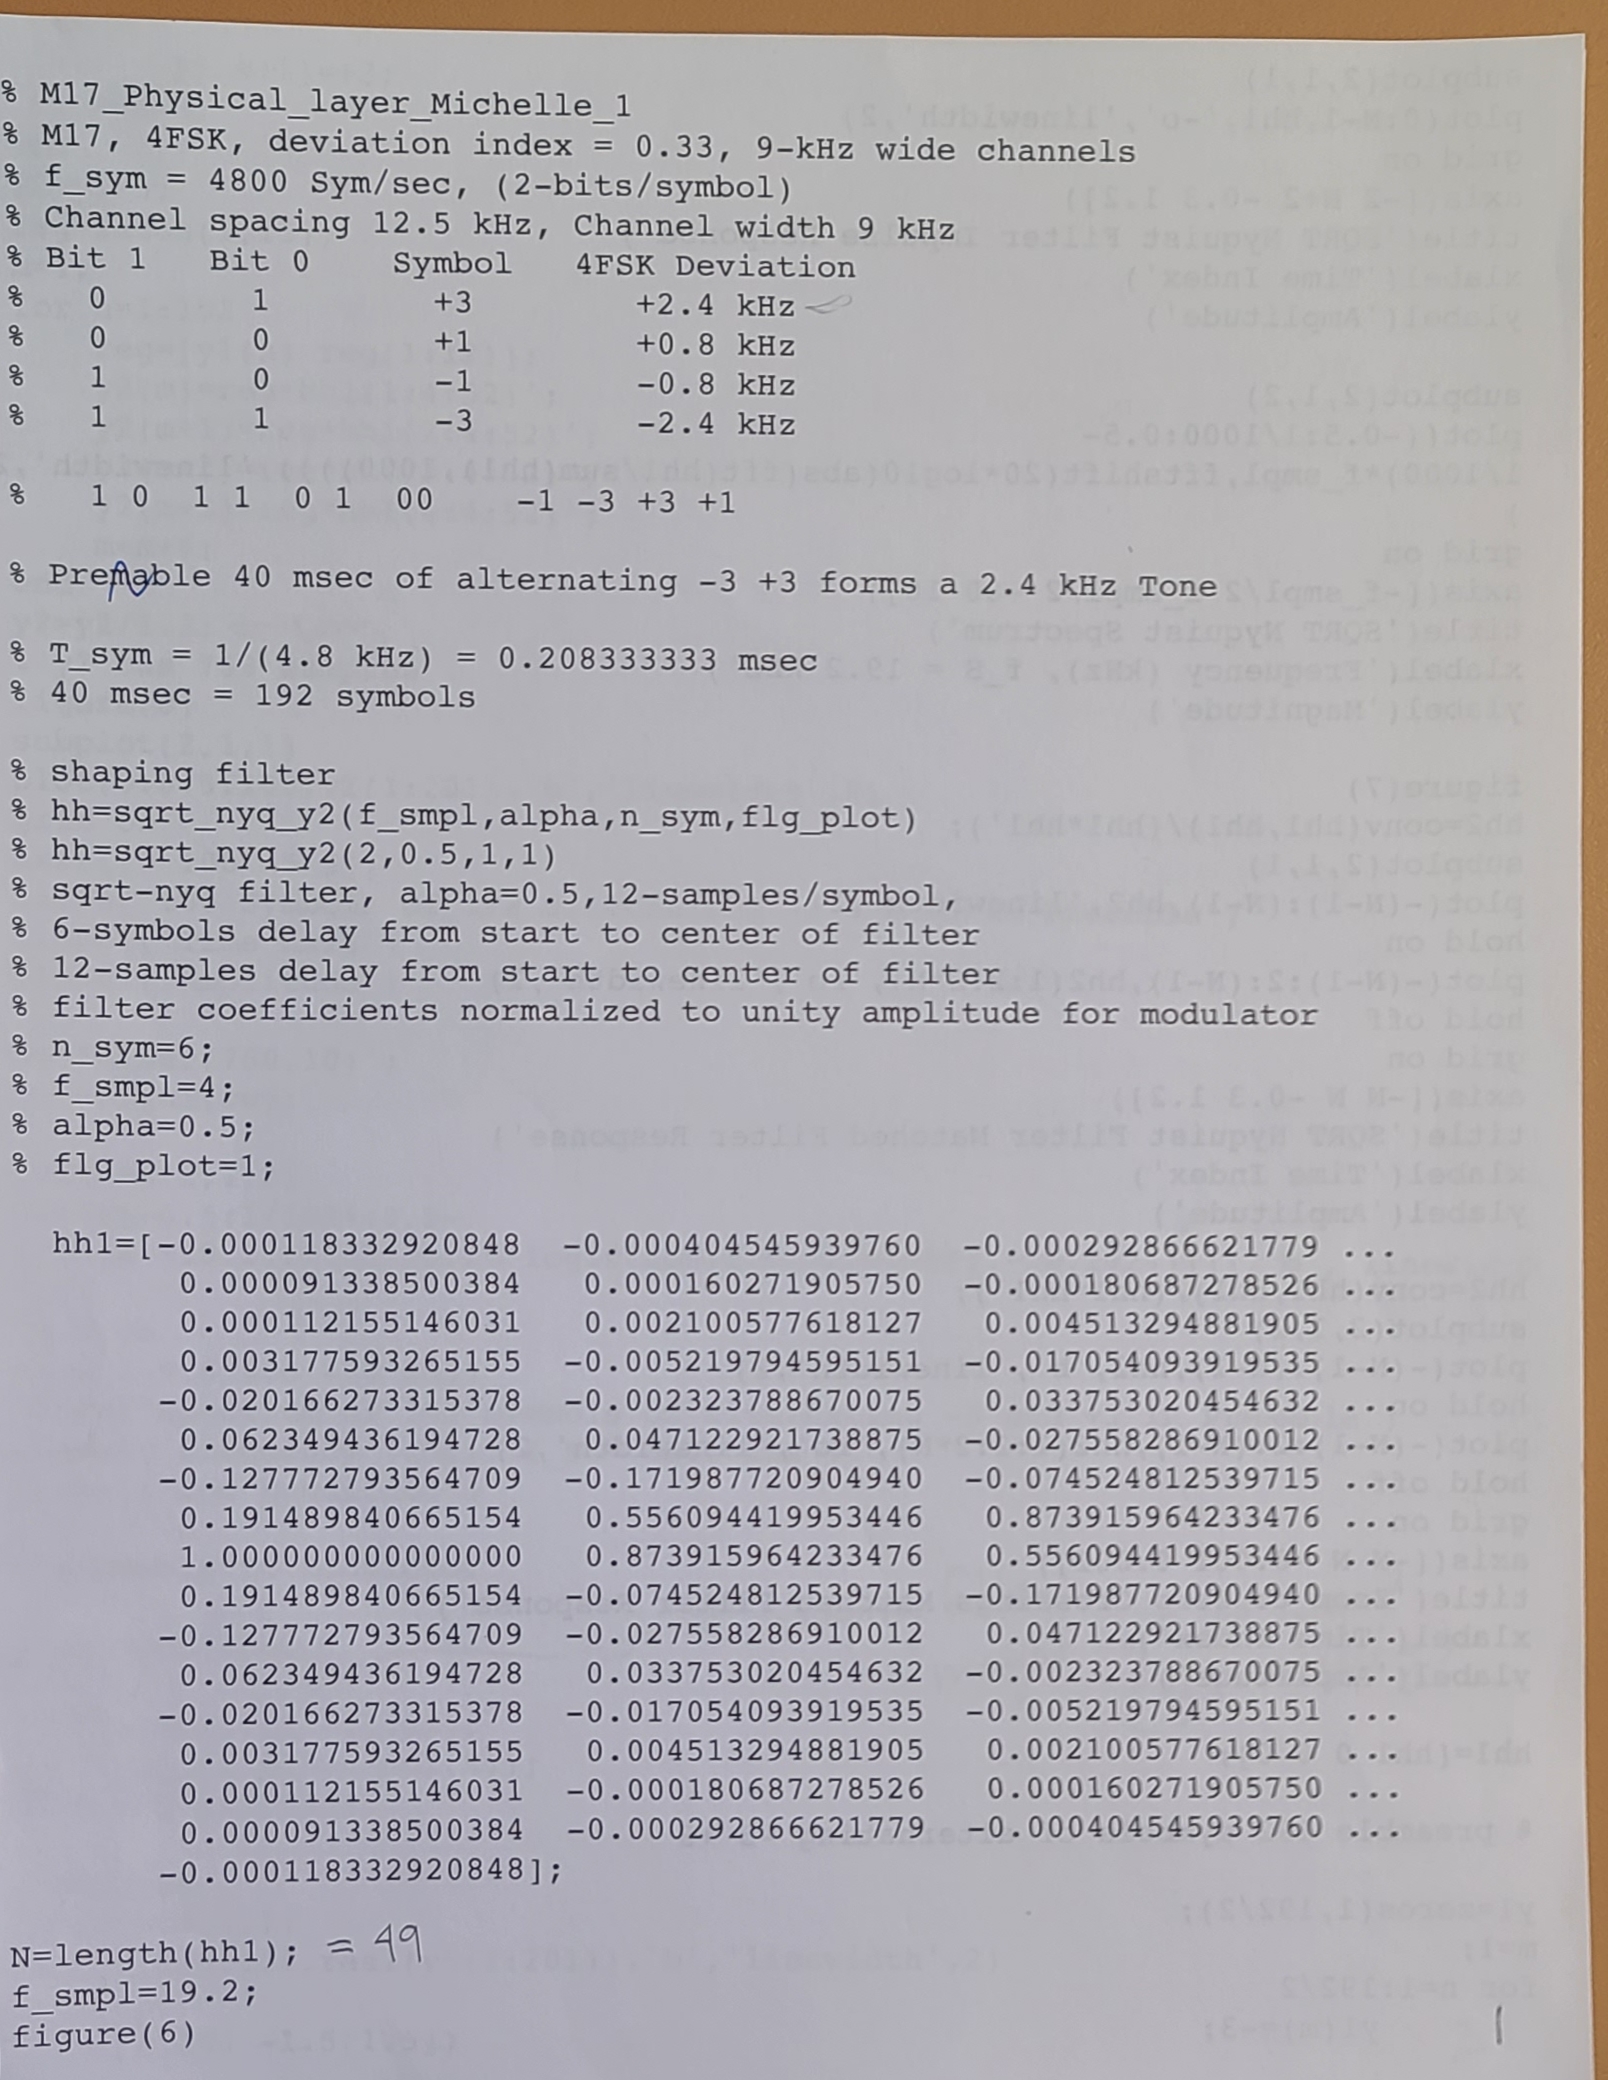 % M17_Physical_layer_Michelle_1
% M17, 4FSK, deviation index = 0.33, 9-kHz wide channels
% f_sym = 4800 Sym/sec, (2-bits/symbol)
% Channel spacing 12.5 kHz, Channel width 9 kHz
% Bit 1 Bit 0 Symbol 4FSK Deviation
% 0 1 +3 +2.4 kHz
% 0 0 +1 +0.8 kHz
% 1 0 -1 -0.8 kHz
% 1 1 -3 -2.4 kHz
% 1 0 1 1 0 1 00 -1 -3 +3 +1
% Premable 40 msec of alternating -3 +3 forms a 2.4 kHz Tone
% T_sym = 1/(4.8 kHz) = 0.208333333 msec
% 40 msec = 192 symbols
% shaping filter
% hh=sqrt_nyq_y2(f_smpl,alpha,n_sym,flg_plot)
% hh=sqrt_nyq_y2(2,0.5,1,1)
% sqrt-nyq filter, alpha=0.5,12-samples/symbol,
% 6-symbols delay from start to center of filter
% 12-samples delay from start to center of filter
% filter coefficients normalized to unity amplitude for modulator
% n_sym=6;
% f_smpl=4;
% alpha=0.5;
% flg_plot=1;
hh1=[-0.000118332920848 -0.000404545939760 -0.000292866621779 ...
0.000091338500384 0.000160271905750 -0.000180687278526 ...
0.000112155146031 0.002100577618127 0.004513294881905 ...
0.003177593265155 -0.005219794595151 -0.017054093919535 ...
-0.020166273315378 -0.002323788670075 0.033753020454632 ...
0.062349436194728 0.047122921738875 -0.027558286910012 ...
-0.127772793564709 -0.171987720904940 -0.074524812539715 ...
0.191489840665154 0.556094419953446 0.873915964233476 ...
1.000000000000000 0.873915964233476 0.556094419953446 ...
0.191489840665154 -0.074524812539715 -0.171987720904940 ...
-0.127772793564709 -0.027558286910012 0.047122921738875 ...
0.062349436194728 0.033753020454632 -0.002323788670075 ...
-0.020166273315378 -0.017054093919535 -0.005219794595151 ...
0.003177593265155 0.004513294881905 0.002100577618127 ...
0.000112155146031 -0.000180687278526 0.000160271905750 ...
0.000091338500384 -0.000292866621779 -0.000404545939760 ...
-0.000118332920848];
N=length(hh1); = 49
f_smpl=19.2;
figure(6)
1